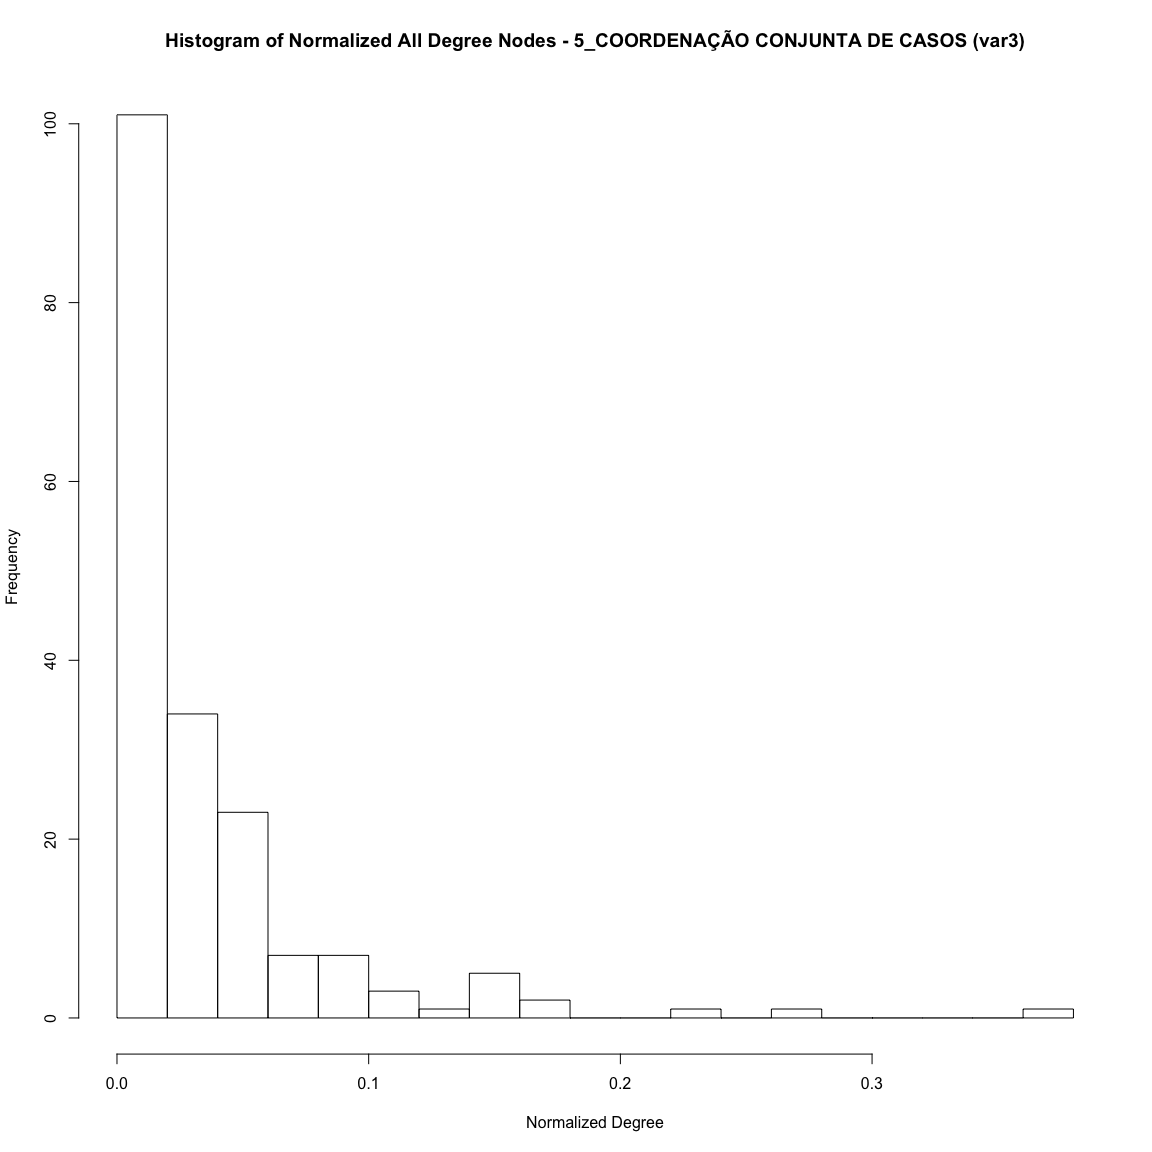 Histogram of Normalized All Degree Nodes - 5_COORDENAÇÃO CONJUNTA DE CASOS (var3)
100
80
60
40
20
0
Frequency
0.0 0.1 0.2 0.3
Normalized Degree